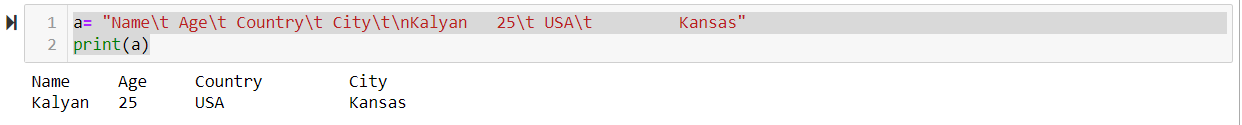 1 a= "Name\t Age\t Country\t City\t\nKalyan   25\t USA\t         Kansas"
2 print(a)
Name     Age     Country         City
Kalyan   25      USA             Kansas